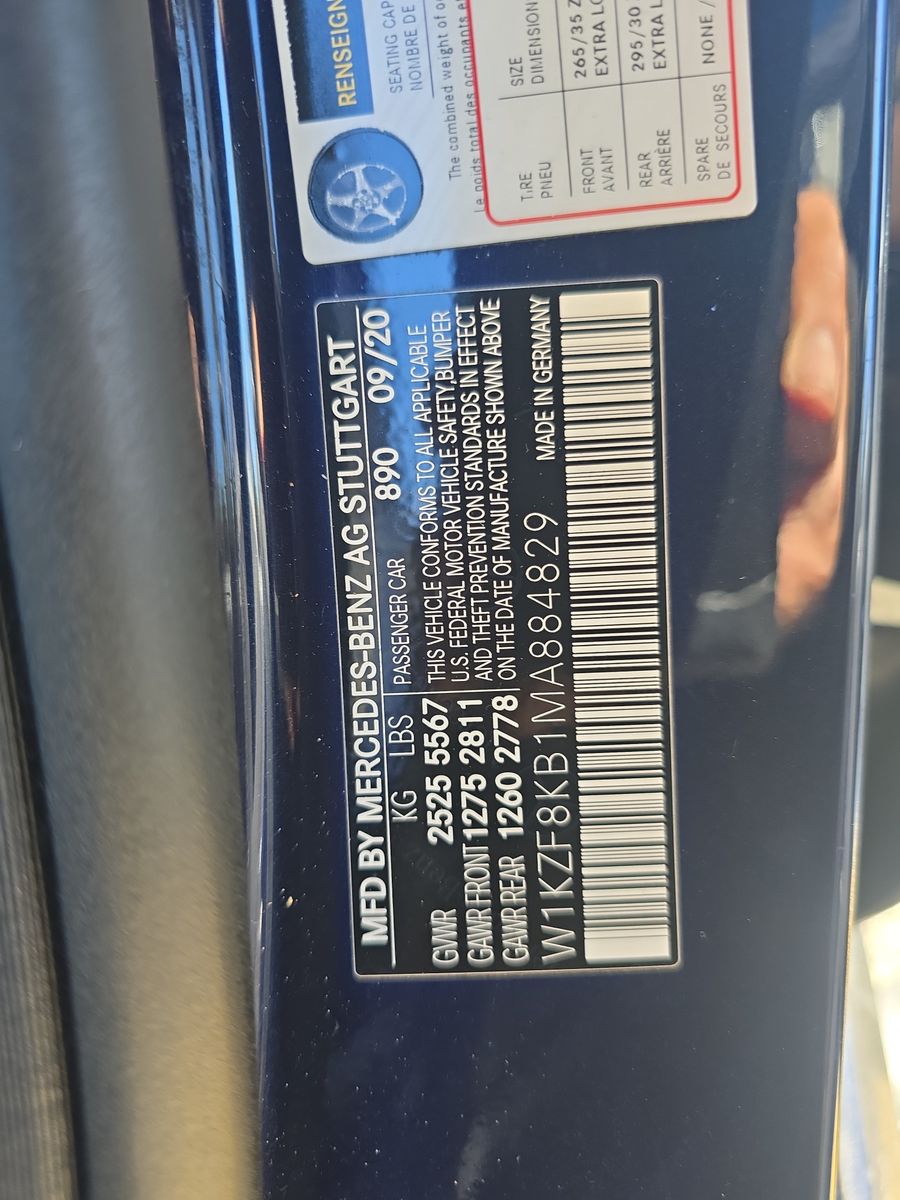 MFD BY MERCEDES-BENZ AG STUTTGART
KG LBS PASSENGER CAR 890 09/20
GVWR 2525 5567 THIS VEHICLE CONFORMS TO ALL APPLICABLE
GAWR FRONT 1275 2811 U.S. FEDERAL MOTOR VEHICLE SAFETY,BUMPER
GAWR REAR 1260 2778 AND THEFT PREVENTION STANDARDS IN EFFECT
ON THE DATE OF MANUFACTURE SHOWN ABOVE
W1KZF8KB1MA884829 MADE IN GERMANY
RENSEIGN
SEATING CAP
NOMBRE DE
The combined weight of
Le poids total des occupants
TIRE SIZE
PNEU DIMENSION
FRONT 265/35
AVANT EXTRA
REAR 295/30
ARRIÈRE EXTRA
SPARE NONE /
DE SECOURS